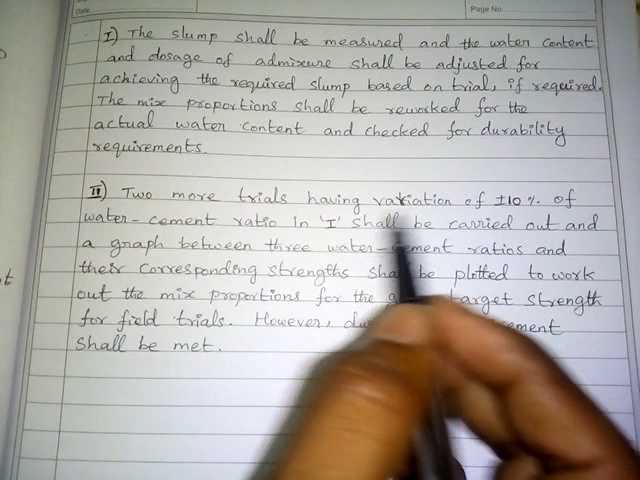 Date
Page No
I) The slump shall be measured and the water content
and dosage of admixure shall be adjusted for
achieving the required slump based on trial, if required.
The mix proportions shall be reworked for the
actual water content and checked for durability
requirements.
II) Two more trials having variation of ±10% of
water-cement ratio in 'I' shall be carried out and
a graph between three water-cement ratios and
their corresponding strengths sha be plotted to work
out the mix proportions for the target strength
for field trials. However, du ement
shall be met.